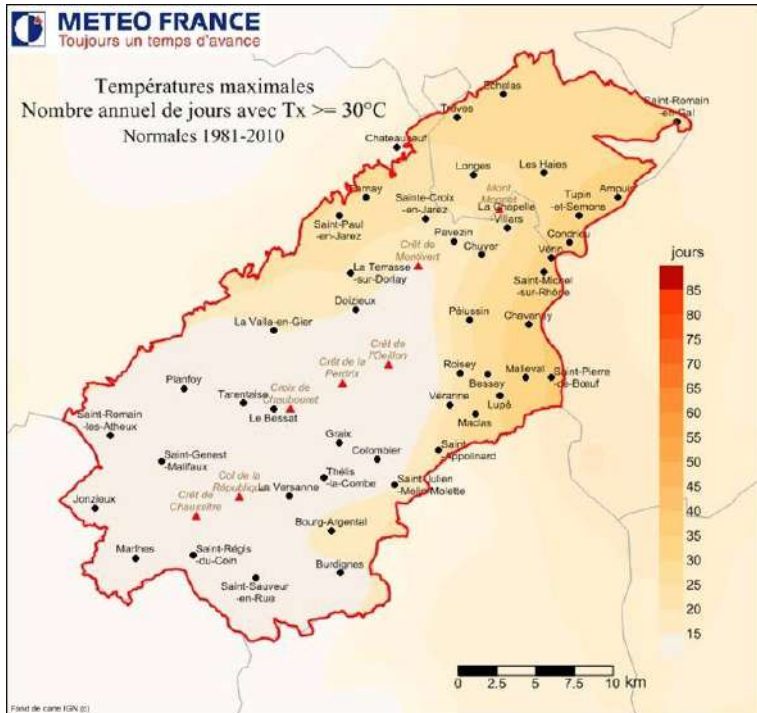 METEO FRANCE
Toujours un temps d'avance
Températures maximales
Nombre annuel de jours avec Tx >= 30°C
Normales 1981-2010
Echalas
Trèves
Saint-Romain
-en-Gal
Chateauneuf
Longes
Les Haies
Farnay
Sainte-Croix
-en-Jarez
Mont
Monnet
La Chapelle
-Villars
Tupin
-et-Semons
Ampuis
Saint-Paul
-en-Jarez
Pavezin
Chuyer
Condrieu
Vérin
Crêt de
Montivert
La Terrasse
-sur-Dorlay
Saint-Michel
-sur-Rhône
jours
Doizieux
La Valla-en-Gier
Pélussin
Chavanay
Crêt de
l'Oeillon
Crêt de la
Perdrix
Planfoy
Tarentaise
Croix de
Chaubouret
Le Bessat
Roisey
Bessey
Malleval
Saint-Pierre
-de-Bœuf
Véranne
Lupé
Maclas
Saint-Romain
-les-Atheux
Graix
Colombier
Saint
-Appolinard
Saint-Genest
-Malifaux
Col de la
République
La Versanne
Thélis
-la-Combe
Saint-Julien
-Molin-Molette
Jonzieux
Crêt de
Chaussitre
Bourg-Argental
Marlhes
Saint-Régis
-du-Coin
Burdignes
Saint-Sauveur
-en-Rue
85
80
75
70
65
60
55
50
45
40
35
30
25
20
15
0 2.5 5 7.5 10 km
Fond de carte IGN (c)